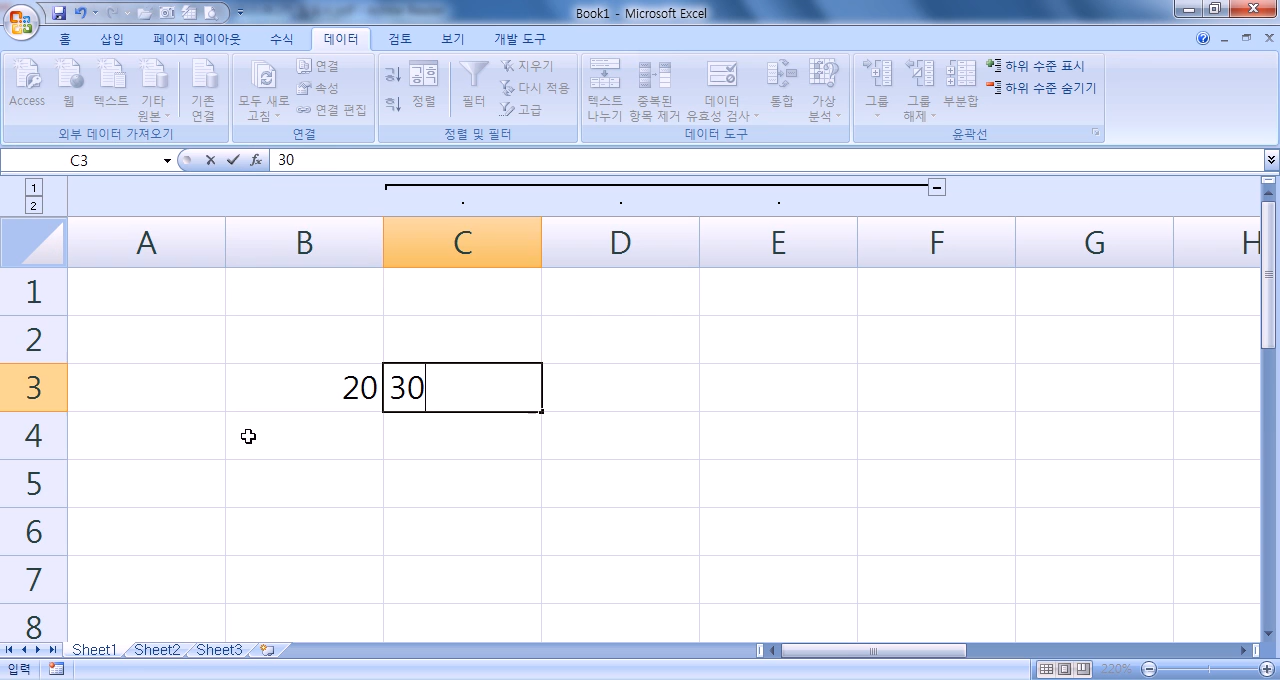 Book1 - Microsoft Excel
홈 삽입 페이지 레이아웃 수식 데이터 검토 보기 개발 도구
Access 웹 텍스트 기타 원본 기존 연결
외부 데이터 가져오기
모두 새로 고침 연결 속성 연결 편집
연결
정렬 필터 지우기 다시 적용 고급
정렬 및 필터
텍스트 나누기 중복된 항목 제거 데이터 유효성 검사 통합 가상 분석
데이터 도구
그룹 그룹 해제 부분합 하위 수준 표시 하위 수준 숨기기
윤곽선
C3 fx 30
1
2
A B C D E F G H
1
2
3 20 30
4
5
6
7
8
Sheet1 Sheet2 Sheet3
입력 220%